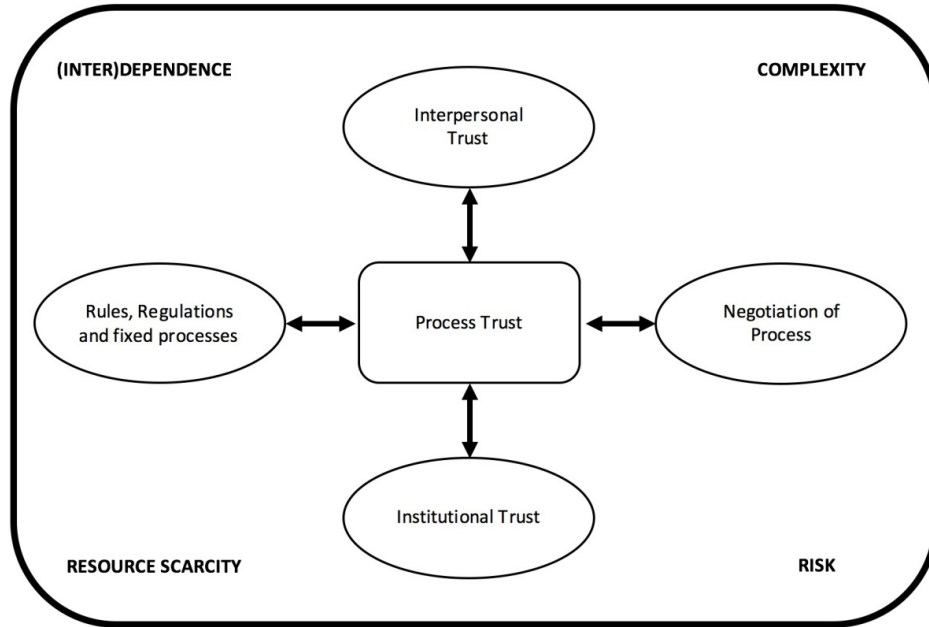 (INTER)DEPENDENCE
COMPLEXITY
Interpersonal
Trust
Rules, Regulations
and fixed processes
Process Trust
Negotiation of
Process
Institutional Trust
RESOURCE SCARCITY
RISK